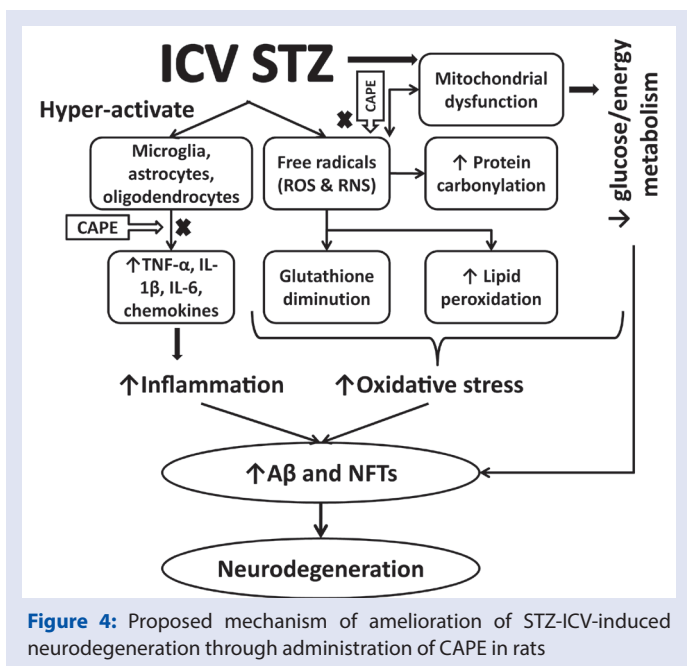 ICV STZ
CAPE
Mitochondrial
dysfunction
↓ glucose/energy
metabolism
Hyper-activate
Microglia,
astrocytes,
oligodendrocytes
Free radicals
(ROS & RNS)
↑ Protein
carbonylation
CAPE
↑TNF-α, IL-
1β, IL-6,
chemokines
Glutathione
diminution
↑ Lipid
peroxidation
↑Inflammation
↑Oxidative stress
↑Aβ and NFTs
Neurodegeneration
Figure 4: Proposed mechanism of amelioration of STZ-ICV-induced
neurodegeneration through administration of CAPE in rats